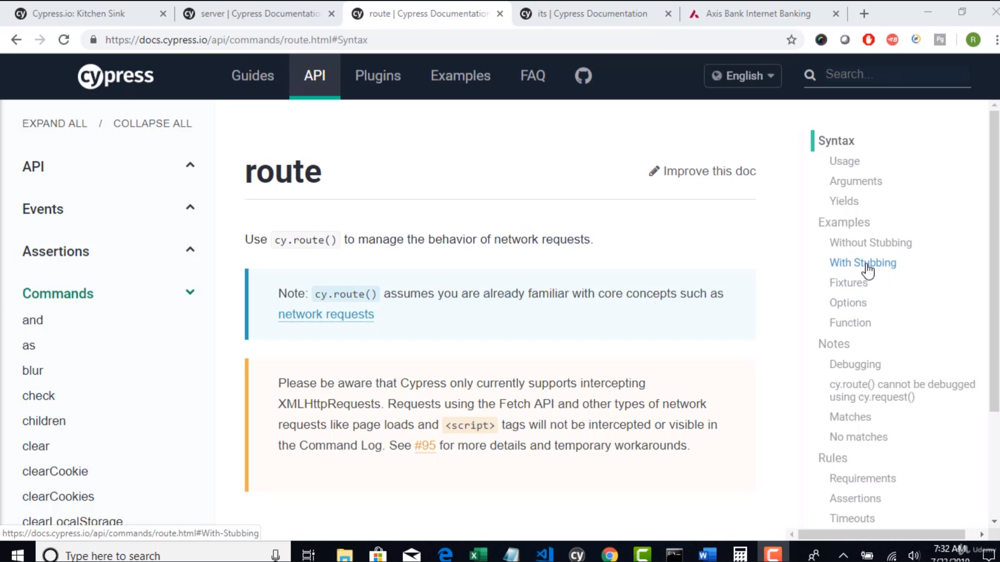 Cypress.io: Kitchen Sink
server | Cypress Documentatio
route | Cypress Documentation
its | Cypress Documentation
Axis Bank Internet Banking
https://docs.cypress.io/api/commands/route.html#Syntax
Pg
R
cypress
Guides
API
Plugins
Examples
FAQ
English
Search...
EXPAND ALL / COLLAPSE ALL
API
Events
Assertions
Commands
and
as
blur
check
children
clear
clearCookie
clearCookies
clearLocalStorage
route
Improve this doc
Use cy.route() to manage the behavior of network requests.
Note: cy.route() assumes you are already familiar with core concepts such as
network requests
Please be aware that Cypress only currently supports intercepting
XMLHttpRequests. Requests using the Fetch API and other types of network
requests like page loads and <script> tags will not be intercepted or visible in
the Command Log. See #95 for more details and temporary workarounds.
Syntax
Usage
Arguments
Yields
Examples
Without Stubbing
With Stubbing
Fixtures
Options
Function
Notes
Debugging
cy.route() cannot be debugged
using cy.request()
Matches
No matches
Rules
Requirements
Assertions
Timeouts
https://docs.cypress.io/api/commands/route.html#With-Stubbing
Type here to search
7:32 AM
Udemy